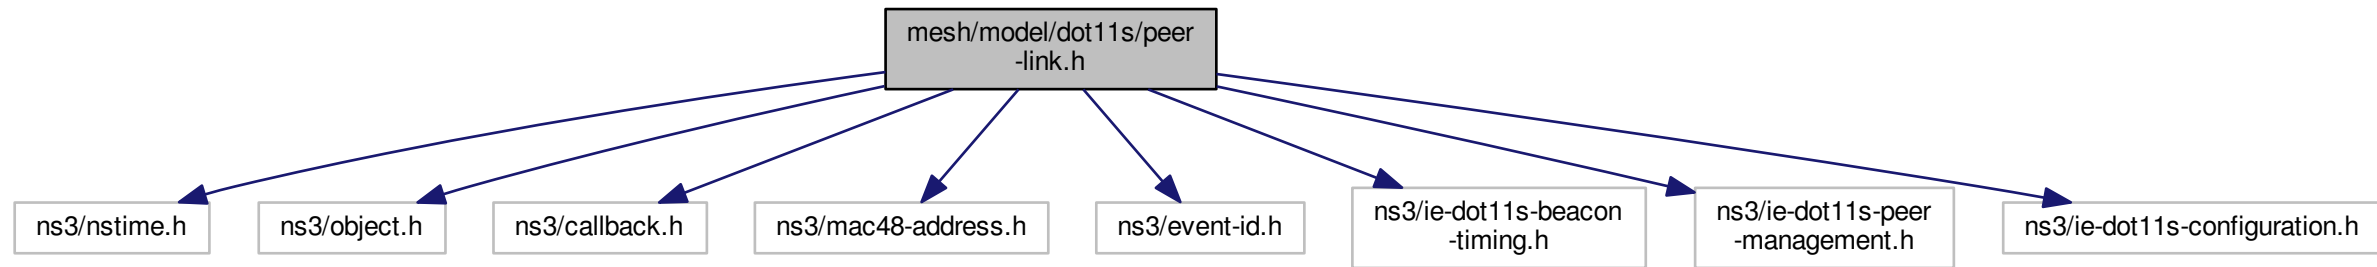 mesh/model/dot11s/peer
-link.h
ns3/nstime.h
ns3/object.h
ns3/callback.h
ns3/mac48-address.h
ns3/event-id.h
ns3/ie-dot11s-beacon
-timing.h
ns3/ie-dot11s-peer
-management.h
ns3/ie-dot11s-configuration.h